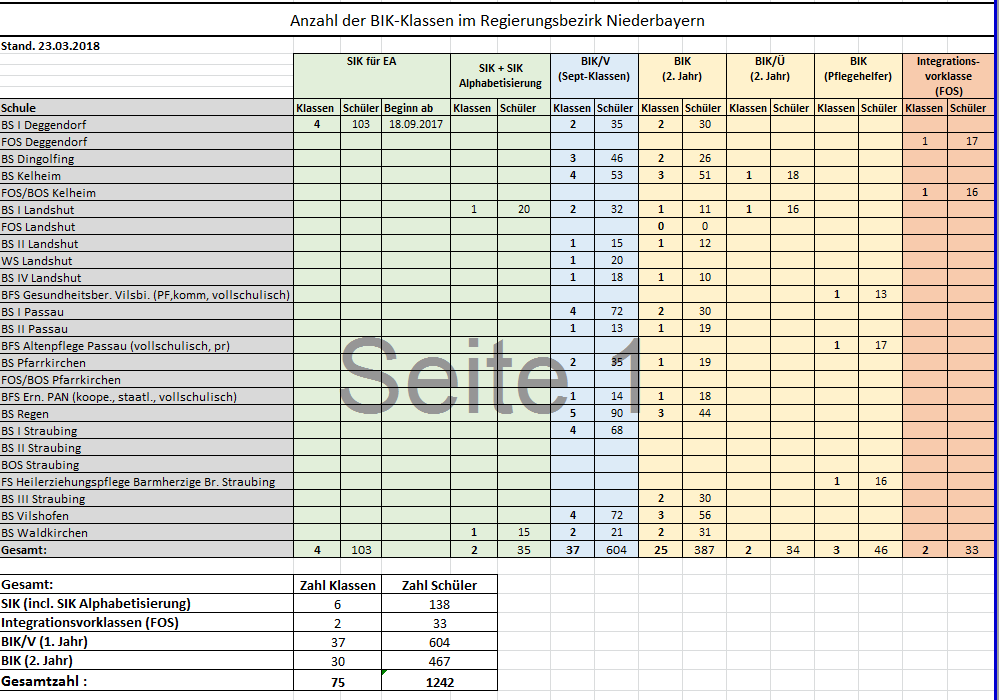 Anzahl der BIK-Klassen im Regierungsbezirk Niederbayern
Stand. 23.03.2018
SIK für EA SIK + SIK Alphabetisierung BIK/V (Sept-Klassen) BIK (2. Jahr) BIK/Ü (2. Jahr) BIK (Pflegehelfer) Integrations-vorklasse (FOS)
Schule Klassen Schüler Beginn ab Klassen Schüler Klassen Schüler Klassen Schüler Klassen Schüler Klassen Schüler Klassen Schüler
BS I Deggendorf 4 103 18.09.2017 2 35 2 30
FOS Deggendorf 1 17
BS Dingolfing 3 46 2 26
BS Kelheim 4 53 3 51 1 18
FOS/BOS Kelheim 1 16
BS I Landshut 1 20 2 32 1 11 1 16
FOS Landshut 0 0
BS II Landshut 1 15 1 12
WS Landshut 1 20
BS IV Landshut 1 18 1 10
BFS Gesundheitsber. Vilsbi. (PF,komm, vollschulisch) 1 13
BS I Passau 4 72 2 30
BS II Passau 1 13 1 19
BFS Altenpflege Passau (vollschulisch, pr) 1 17
BS Pfarrkirchen 2 35 1 19
FOS/BOS Pfarrkirchen
BFS Ern. PAN (koope., staatl., vollschulisch) 1 14 1 18
BS Regen 5 90 3 44
BS I Straubing 4 68
BS II Straubing
BOS Straubing
FS Heilerziehungspflege Barmherzige Br. Straubing 1 16
BS III Straubing 2 30
BS Vilshofen 4 72 3 56
BS Waldkirchen 1 15 2 21 2 31
Gesamt: 4 103 2 35 37 604 25 387 2 34 3 46 2 33
Seite 1
Gesamt: Zahl Klassen Zahl Schüler
SIK (incl. SIK Alphabetisierung) 6 138
Integrationsvorklassen (FOS) 2 33
BIK/V (1. Jahr) 37 604
BIK (2. Jahr) 30 467
Gesamtzahl : 75 1242